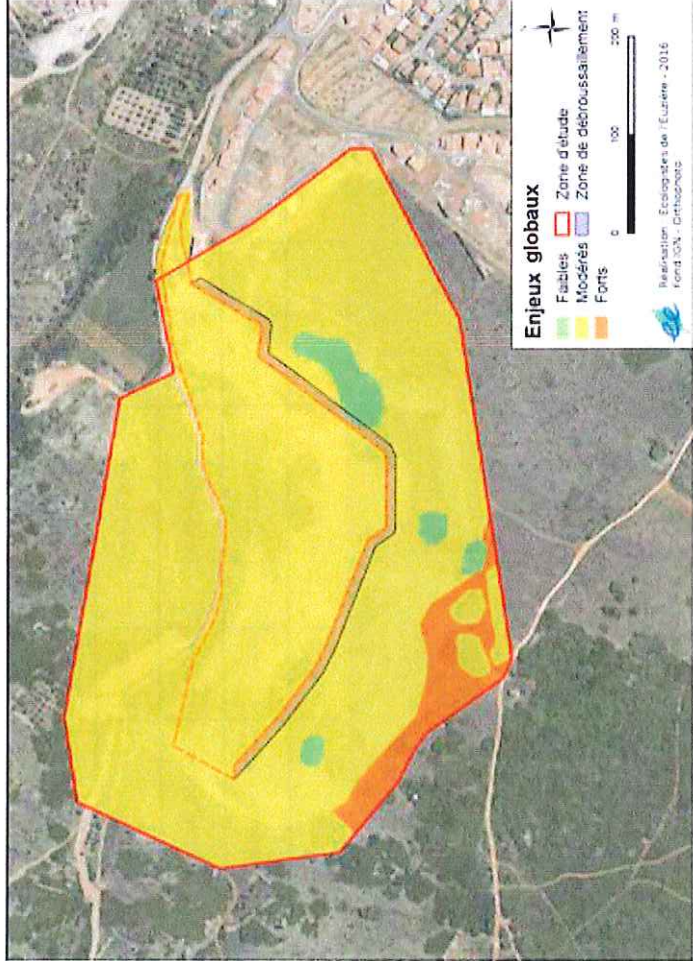 Enjeux globaux
Faibles
Modérés
Forts
Zone d'étude
Zone de débroussaillement
0 100 200 m
Réalisation : Ecologistes de l'Euzière - 2016
Fond IGN - Orthophoto